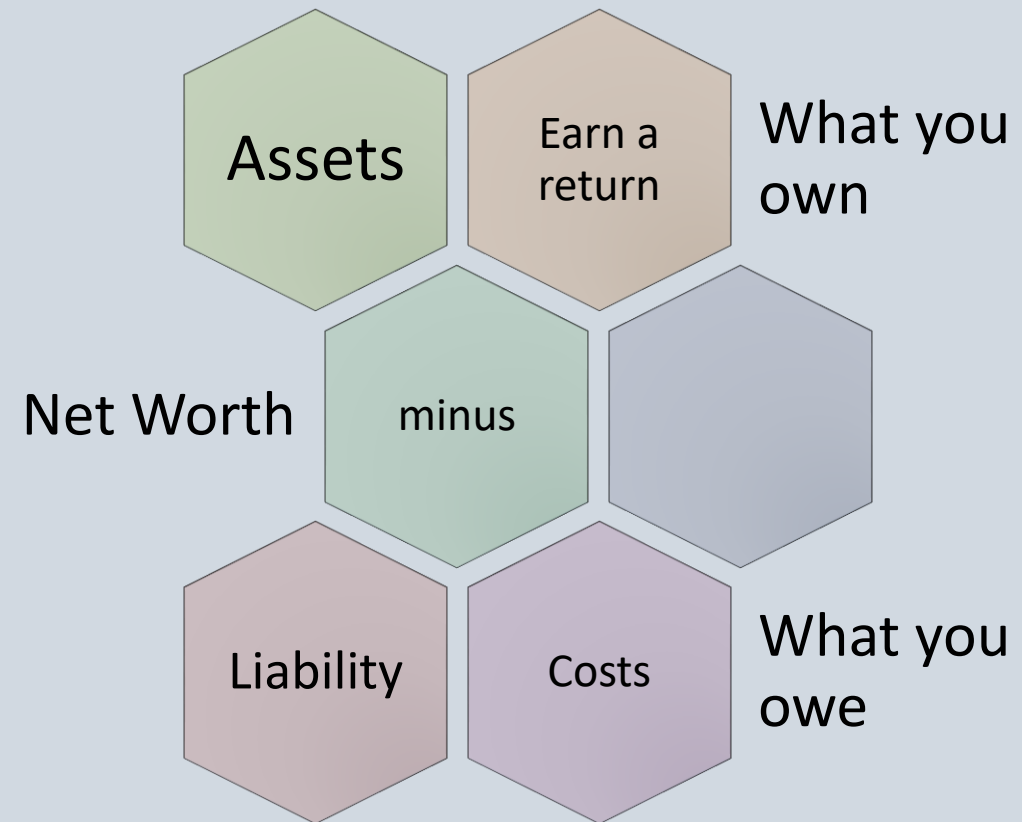 Assets
Earn a
return
What you
own
Net Worth
minus
Liability
Costs
What you
owe